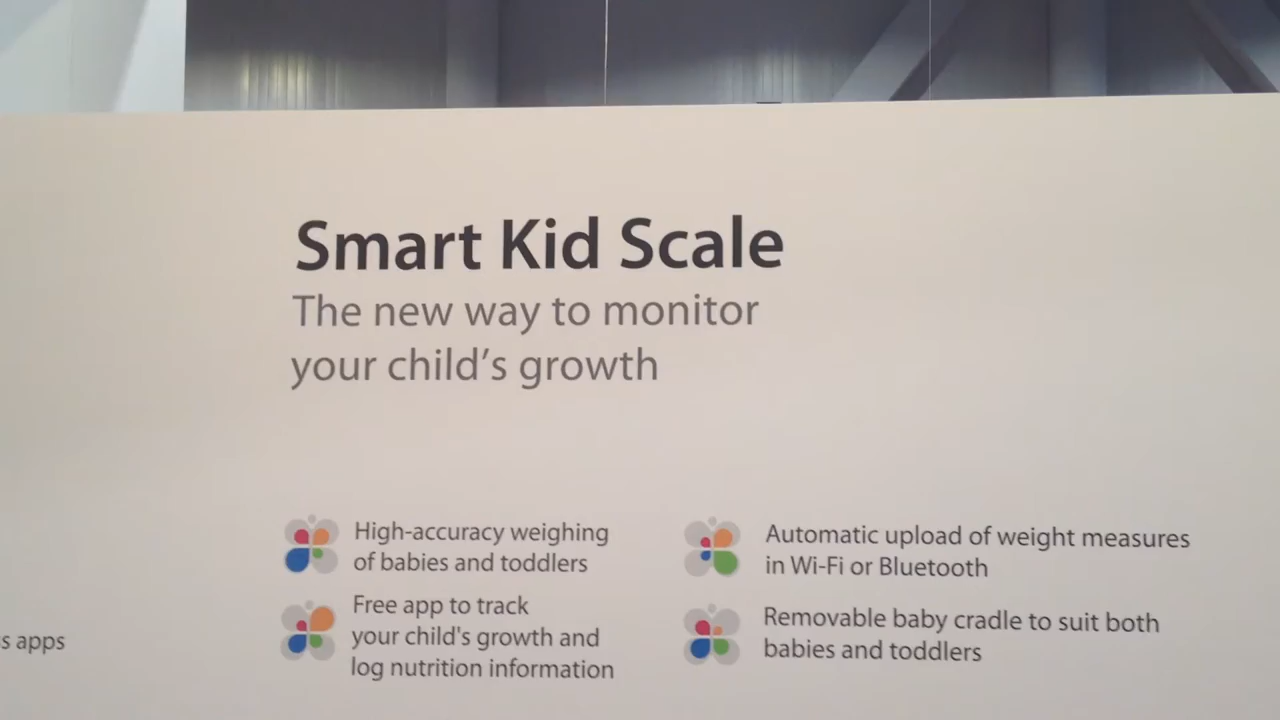 Smart Kid Scale
The new way to monitor
your child's growth
High-accuracy weighing
of babies and toddlers
Free app to track
your child's growth and
log nutrition information
Automatic upload of weight measures
in Wi-Fi or Bluetooth
Removable baby cradle to suit both
babies and toddlers
s apps